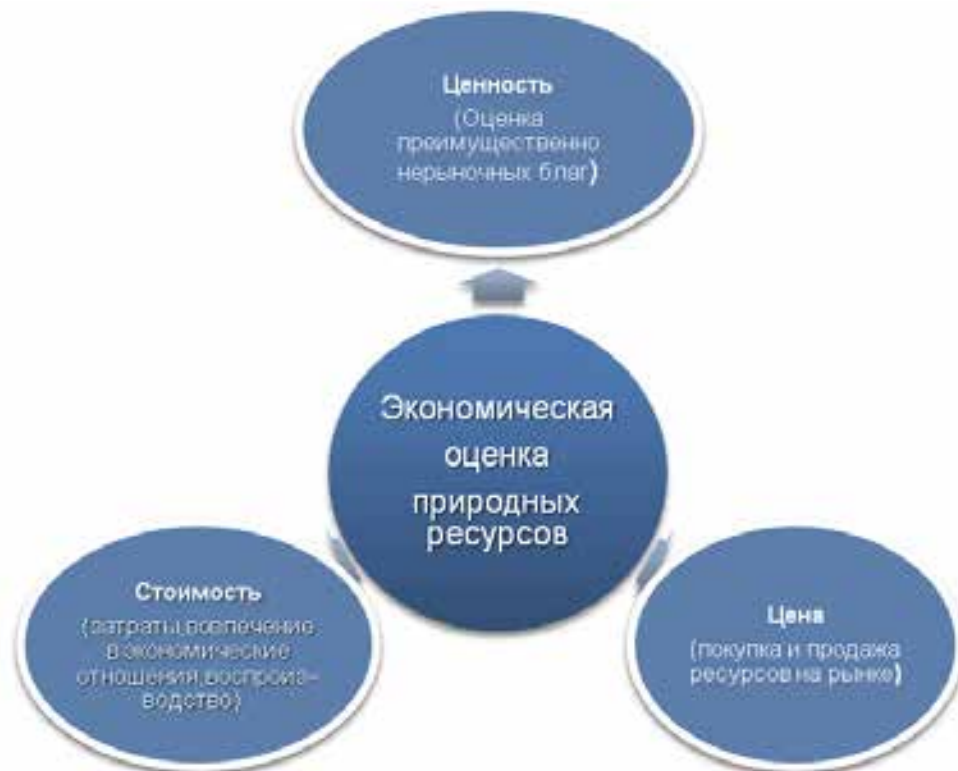 Ценность
(Оценка
преимущественно
нерыночных благ)
Экономическая
оценка
природных
ресурсов
Стоимость
(затраты,вовлечение
в экономические
отношения,воспроиз-
водство)
Цена
(покупка и продажа
ресурсов на рынке)